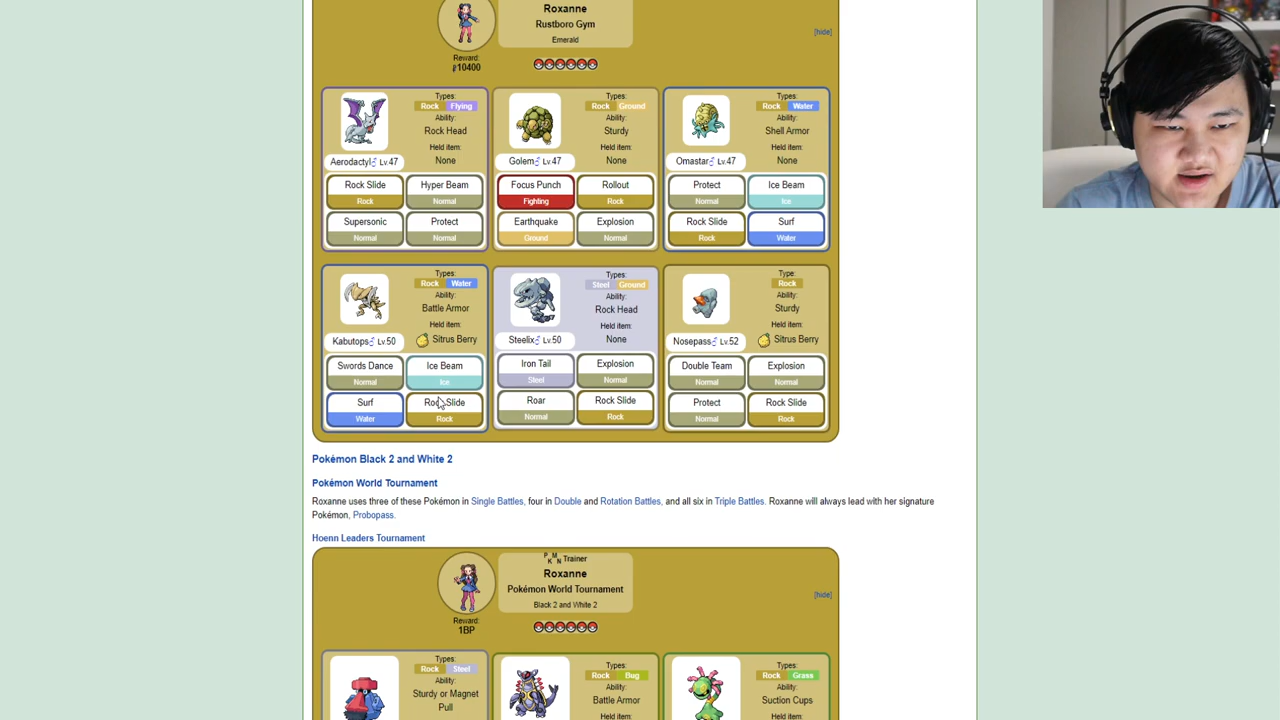 Roxanne
Rustboro Gym
Emerald
[hide]
Reward:
₽10400
Types:
Rock Flying
Ability:
Rock Head
Held item:
None
Aerodactyl♂ Lv.47
Rock Slide
Rock
Hyper Beam
Normal
Supersonic
Normal
Protect
Normal
Types:
Rock Ground
Ability:
Sturdy
Held item:
None
Golem♂ Lv.47
Focus Punch
Fighting
Rollout
Rock
Earthquake
Ground
Explosion
Normal
Types:
Rock Water
Ability:
Shell Armor
Held item:
None
Omastar♂ Lv.47
Protect
Normal
Ice Beam
Ice
Rock Slide
Rock
Surf
Water
Types:
Rock Water
Ability:
Battle Armor
Held item:
Sitrus Berry
Kabutops♂ Lv.50
Swords Dance
Normal
Ice Beam
Ice
Surf
Water
Rock Slide
Rock
Types:
Steel Ground
Ability:
Rock Head
Held item:
None
Steelix♂ Lv.50
Iron Tail
Steel
Explosion
Normal
Roar
Normal
Rock Slide
Rock
Type:
Rock
Ability:
Sturdy
Held item:
Sitrus Berry
Nosepass♂ Lv.52
Double Team
Normal
Explosion
Normal
Protect
Normal
Rock Slide
Rock
Pokémon Black 2 and White 2
Pokémon World Tournament
Roxanne uses three of these Pokémon in Single Battles, four in Double and Rotation Battles, and all six in Triple Battles. Roxanne will always lead with her signature
Pokémon, Probopass.
Hoenn Leaders Tournament
PKMN Trainer
Roxanne
Pokémon World Tournament
Black 2 and White 2
[hide]
Reward:
1BP
Types:
Rock Steel
Ability:
Sturdy or Magnet
Pull
Types:
Rock Bug
Ability:
Battle Armor
Held item:
Types:
Rock Grass
Ability:
Suction Cups
Held item: